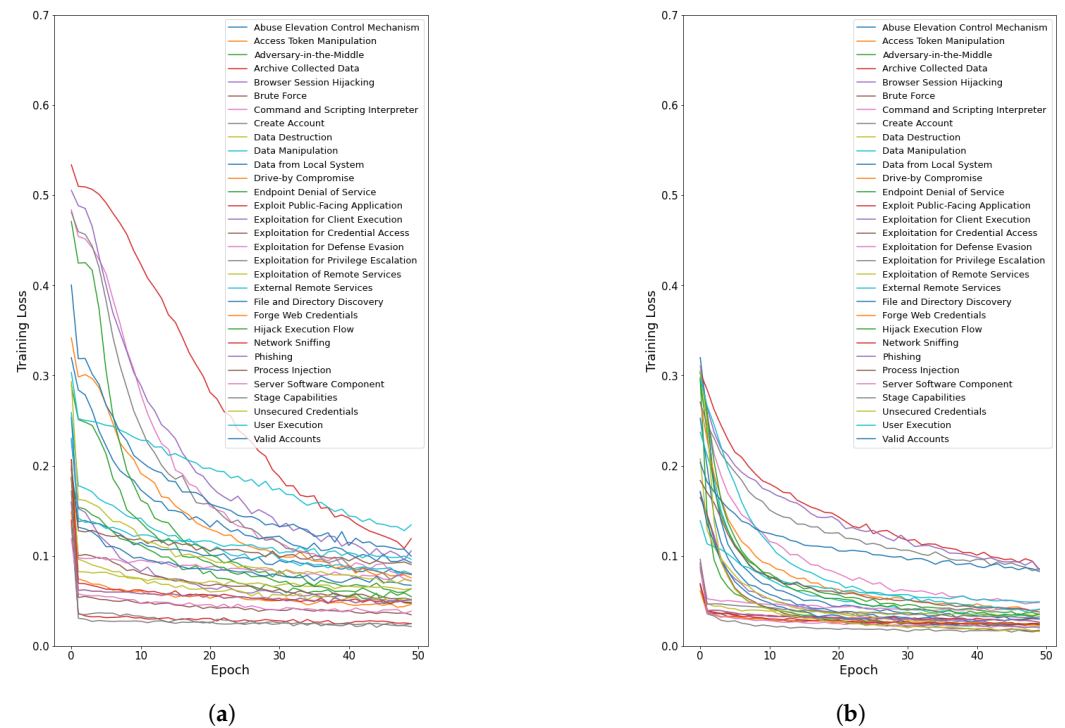 0.7
0.6
0.5
0.4
0.3
0.2
0.1
0.0
Training Loss
0
10
20
30
40
50
Epoch
Abuse Elevation Control Mechanism
Access Token Manipulation
Adversary-in-the-Middle
Archive Collected Data
Browser Session Hijacking
Brute Force
Command and Scripting Interpreter
Create Account
Data Destruction
Data Manipulation
Data from Local System
Drive-by Compromise
Endpoint Denial of Service
Exploit Public-Facing Application
Exploitation for Client Execution
Exploitation for Credential Access
Exploitation for Defense Evasion
Exploitation for Privilege Escalation
Exploitation of Remote Services
External Remote Services
File and Directory Discovery
Forge Web Credentials
Hijack Execution Flow
Network Sniffing
Phishing
Process Injection
Server Software Component
Stage Capabilities
Unsecured Credentials
User Execution
Valid Accounts
(a)
0.7
0.6
0.5
0.4
0.3
0.2
0.1
0.0
Training Loss
0
10
20
30
40
50
Epoch
Abuse Elevation Control Mechanism
Access Token Manipulation
Adversary-in-the-Middle
Archive Collected Data
Browser Session Hijacking
Brute Force
Command and Scripting Interpreter
Create Account
Data Destruction
Data Manipulation
Data from Local System
Drive-by Compromise
Endpoint Denial of Service
Exploit Public-Facing Application
Exploitation for Client Execution
Exploitation for Credential Access
Exploitation for Defense Evasion
Exploitation for Privilege Escalation
Exploitation of Remote Services
External Remote Services
File and Directory Discovery
Forge Web Credentials
Hijack Execution Flow
Network Sniffing
Phishing
Process Injection
Server Software Component
Stage Capabilities
Unsecured Credentials
User Execution
Valid Accounts
(b)